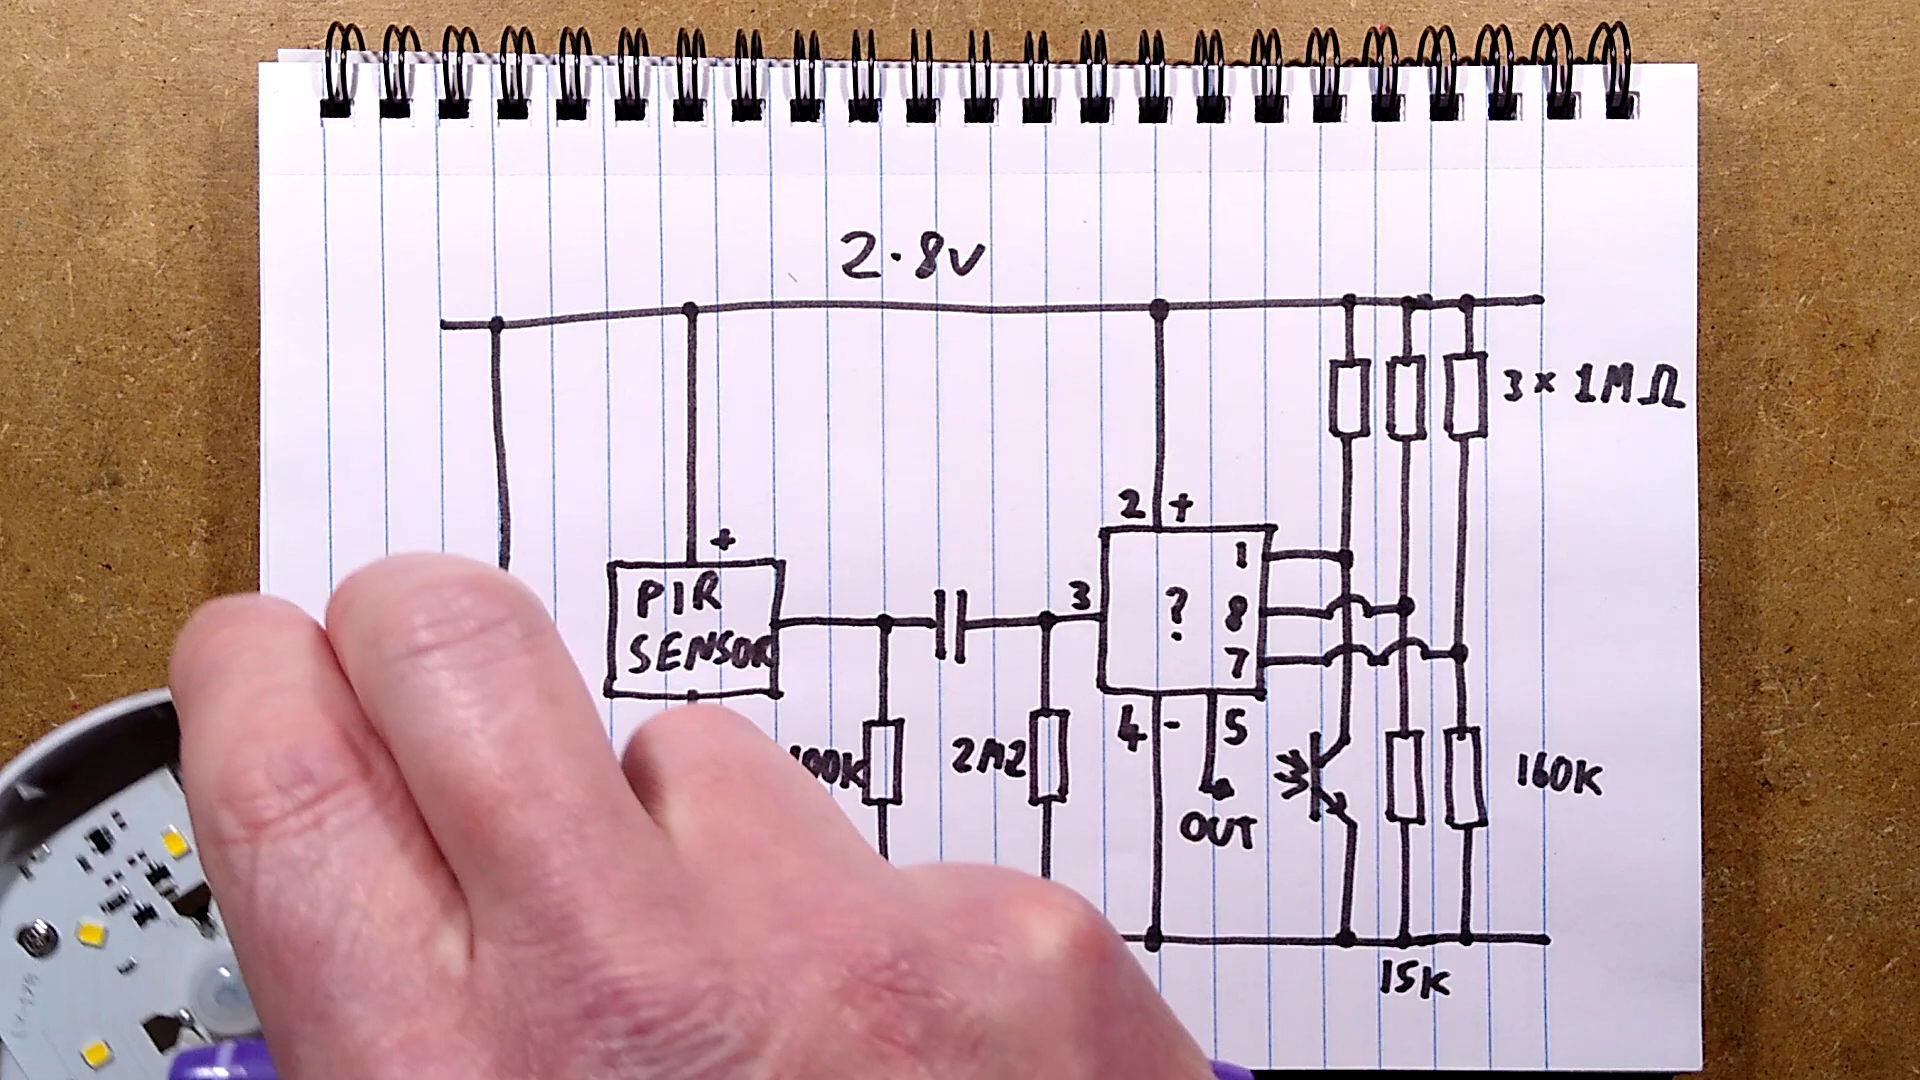 2.8V
3 × 1MΩ
2 +
+
PIR
SENSOR
3
?
1
8
7
4 -
5
2M2
OUT
160K
15K